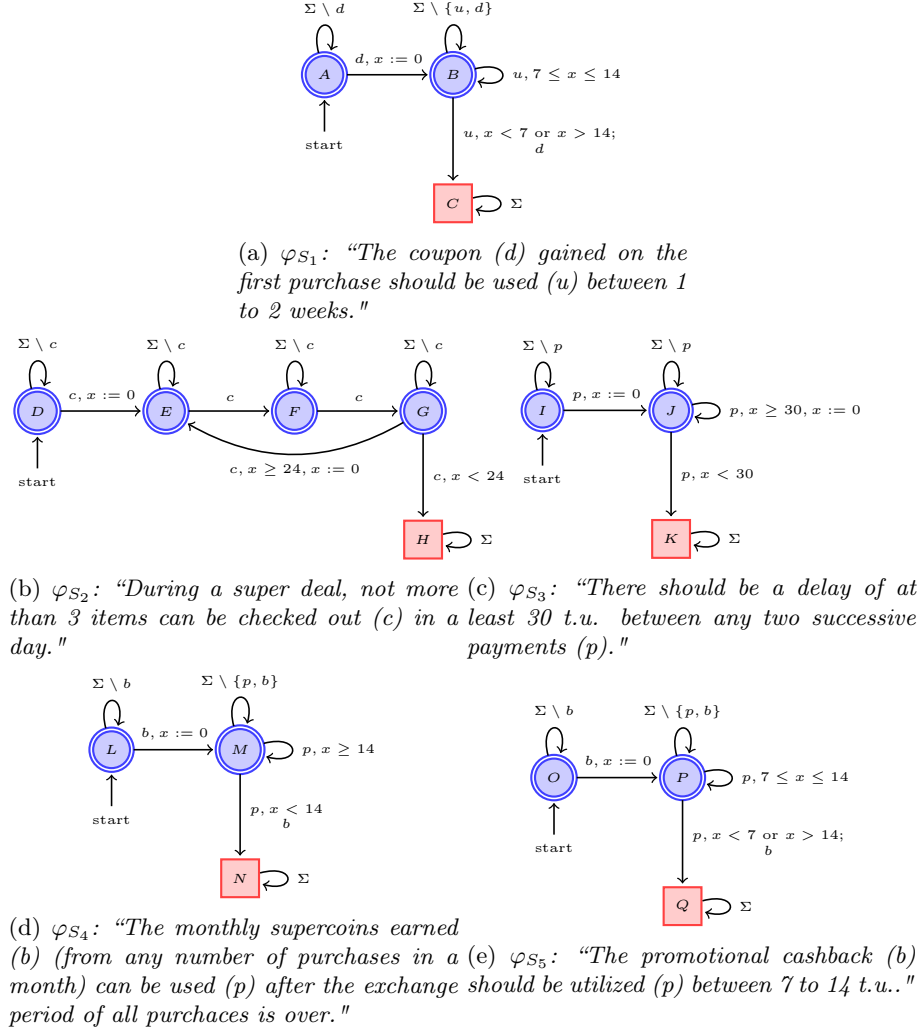 Σ \ d
Σ \ {u, d}
A
d, x := 0
B
u, 7 ≤ x ≤ 14
start
u, x < 7 or x > 14;
d
C
Σ
(a) φS1: “The coupon (d) gained on the
first purchase should be used (u) between 1
to 2 weeks."
Σ \ c
Σ \ c
Σ \ c
Σ \ c
D
c, x := 0
E
c
F
c
G
c, x ≥ 24, x := 0
start
c, x < 24
H
Σ
Σ \ p
Σ \ p
I
p, x := 0
J
p, x ≥ 30, x := 0
start
p, x < 30
K
Σ
(b) φS2: “During a super deal, not more
than 3 items can be checked out (c) in a
day."
(c) φS3: “There should be a delay of at
least 30 t.u. between any two successive
payments (p)."
Σ \ b
Σ \ {p, b}
L
b, x := 0
M
p, x ≥ 14
start
p, x < 14
b
N
Σ
Σ \ b
Σ \ {p, b}
O
b, x := 0
P
p, 7 ≤ x ≤ 14
start
p, x < 7 or x > 14;
b
Q
Σ
(d) φS4: “The monthly supercoins earned
(b) (from any number of purchases in a
month) can be used (p) after the exchange
period of all purchaces is over."
(e) φS5: “The promotional cashback (b)
should be utilized (p) between 7 to 14 t.u.."